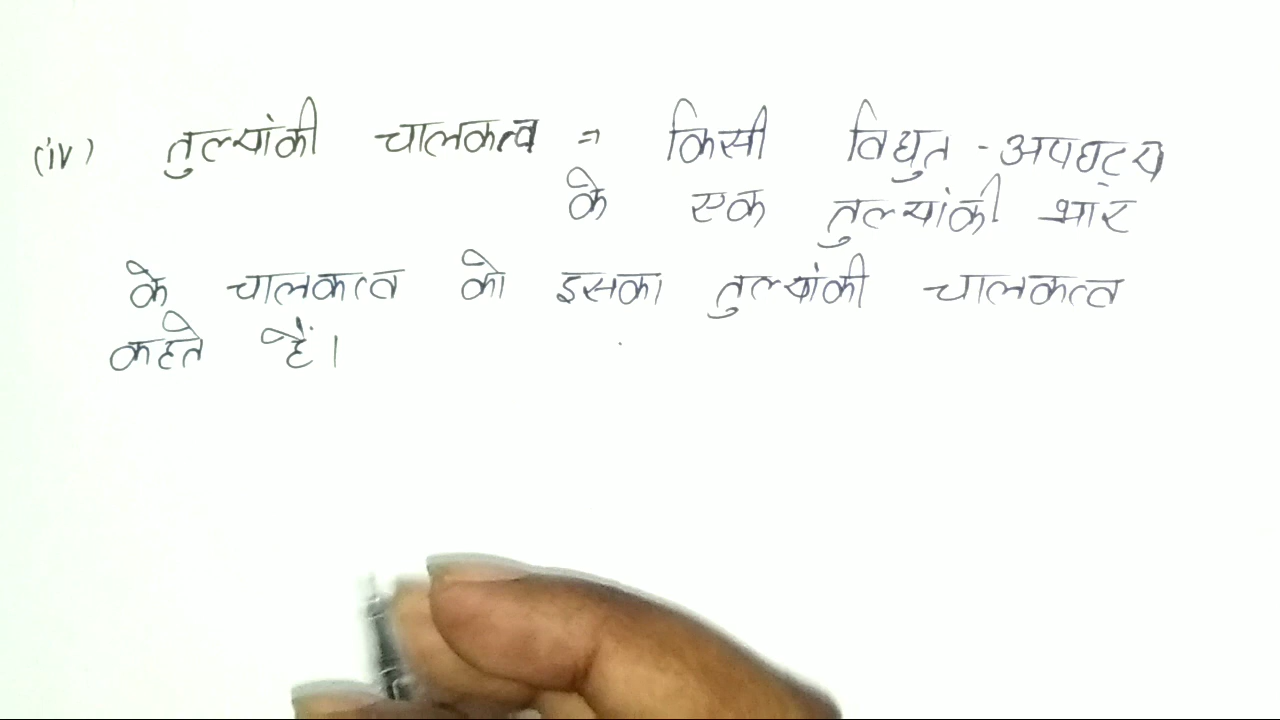 (iv) तुल्यांकी चालकत्व = किसी विद्युत - अपघट्य
के एक तुल्यांकी भार
के चालकत्व को इसका तुल्यांकी चालकत्व
कहते हैं।